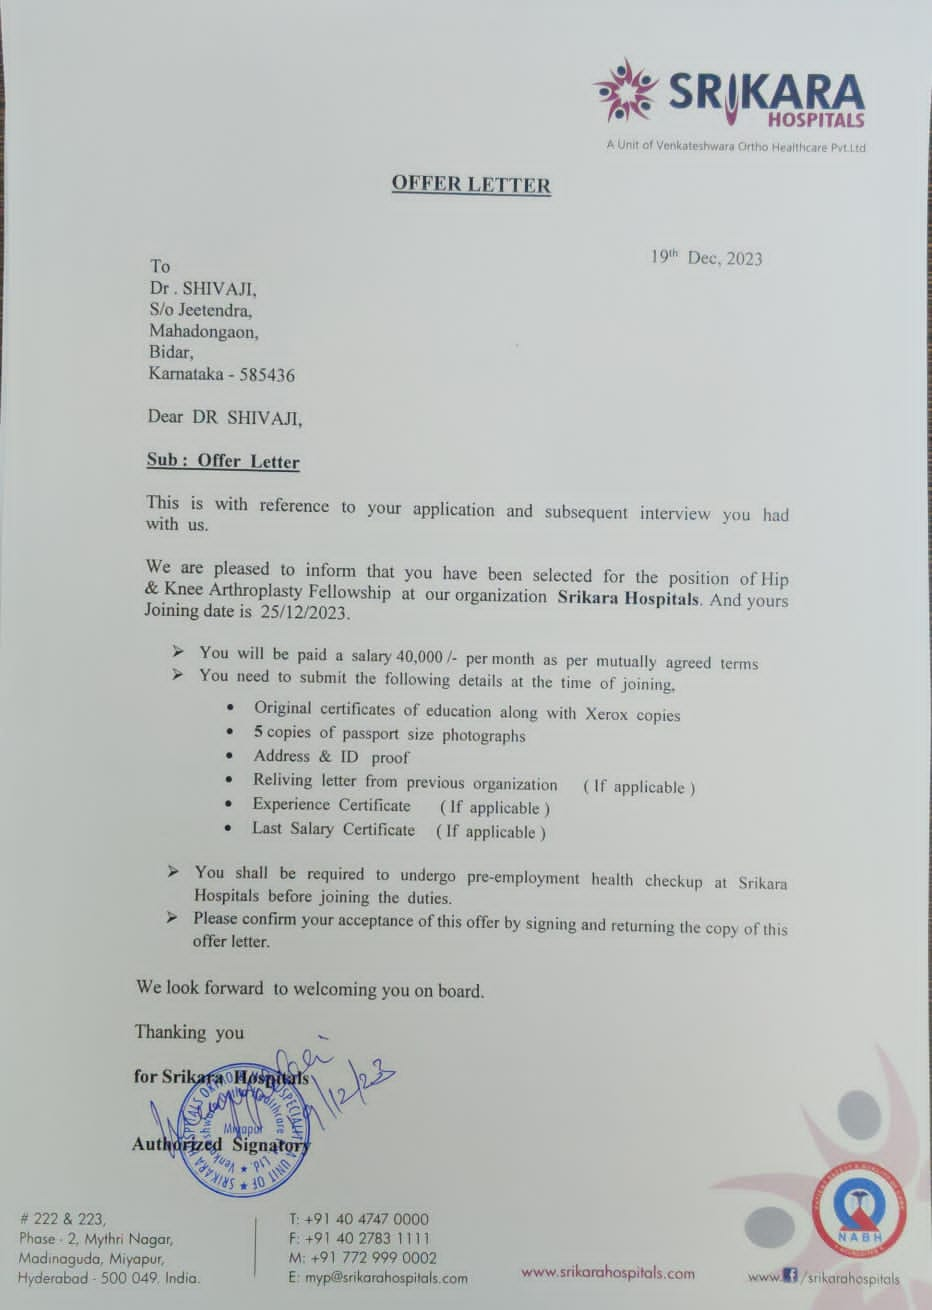 SRIKARA
HOSPITALS
A Unit of Venkateshwara Ortho Healthcare Pvt.Ltd
OFFER LETTER
19th Dec, 2023
To
Dr . SHIVAJI,
S/o Jeetendra,
Mahadongaon,
Bidar,
Karnataka - 585436
Dear DR SHIVAJI,
Sub : Offer Letter
This is with reference to your application and subsequent interview you had
with us.
We are pleased to inform that you have been selected for the position of Hip
& Knee Arthroplasty Fellowship at our organization Srikara Hospitals. And yours
Joining date is 25/12/2023.
➢ You will be paid a salary 40,000 /- per month as per mutually agreed terms
➢ You need to submit the following details at the time of joining,
• Original certificates of education along with Xerox copies
• 5 copies of passport size photographs
• Address & ID proof
• Reliving letter from previous organization ( If applicable )
• Experience Certificate ( If applicable )
• Last Salary Certificate ( If applicable )
➢ You shall be required to undergo pre-employment health checkup at Srikara
Hospitals before joining the duties.
➢ Please confirm your acceptance of this offer by signing and returning the copy of this
offer letter.
We look forward to welcoming you on board.
Thanking you
for Srikara Hospitals
/12/23
Miyapur
Authorized Signatory
# 222 & 223,
Phase - 2, Mythri Nagar,
Madinaguda, Miyapur,
Hyderabad - 500 049. India.
T: +91 40 4747 0000
F: +91 40 2783 1111
M: +91 772 999 0002
E: myp@srikarahospitals.com
www.srikarahospitals.com
NABH
www.f/srikarahospitals